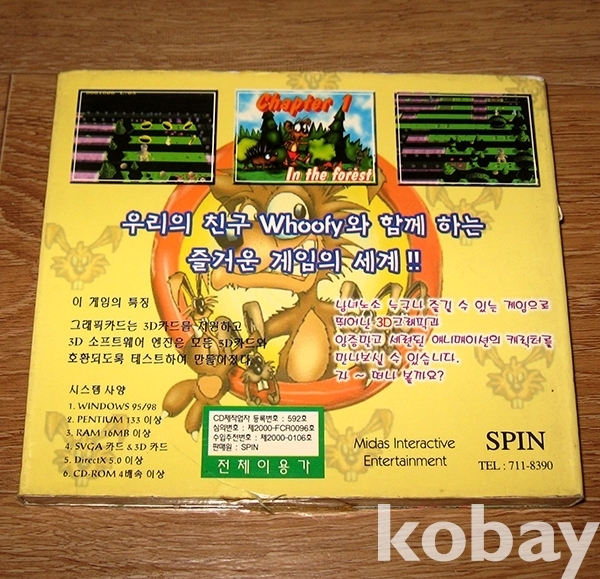 Chapter 1
In the forest
우리의 친구 Whoofy와 함께 하는
즐거운 게임의 세계 !!
이 게임의 특징
그래픽카드는 3D카드를 지원하고
3D 소프트웨어 엔진은 모든 3D카드와
호환되도록 테스트하여 만들어졌다.
남녀노소 누구나 즐길 수 있는 게임으로
뛰어난 3D그래픽과
앙증맞고 세련된 애니메이션의 캐릭터를
만나보실 수 있습니다.
자 ~ 떠나 볼까요?
시스템 사양
1. WINDOWS 95/98
2. PENTIUM 133 이상
3. RAM 16MB 이상
4. SVGA 카드 & 3D 카드
5. DirectX 5.0 이상
6. CD-ROM 4배속 이상
CD제작업자 등록번호 : 592호
심의번호 : 제2000-FCR0096호
수입추천번호 : 제2000-0106호
판매원 : SPIN
전체이용가
Midas Interactive
Entertainment
SPIN
TEL : 711-8390
kobay